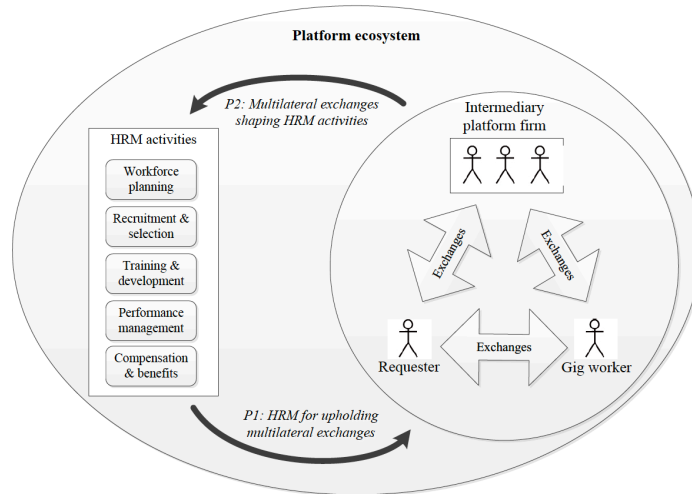 Platform ecosystem
P2: Multilateral exchanges
shaping HRM activities
Intermediary
platform firm
HRM activities
Workforce
planning
Recruitment &
selection
Training &
development
Performance
management
Compensation
& benefits
Exchanges
Exchanges
Exchanges
Requester
Gig worker
P1: HRM for upholding
multilateral exchanges